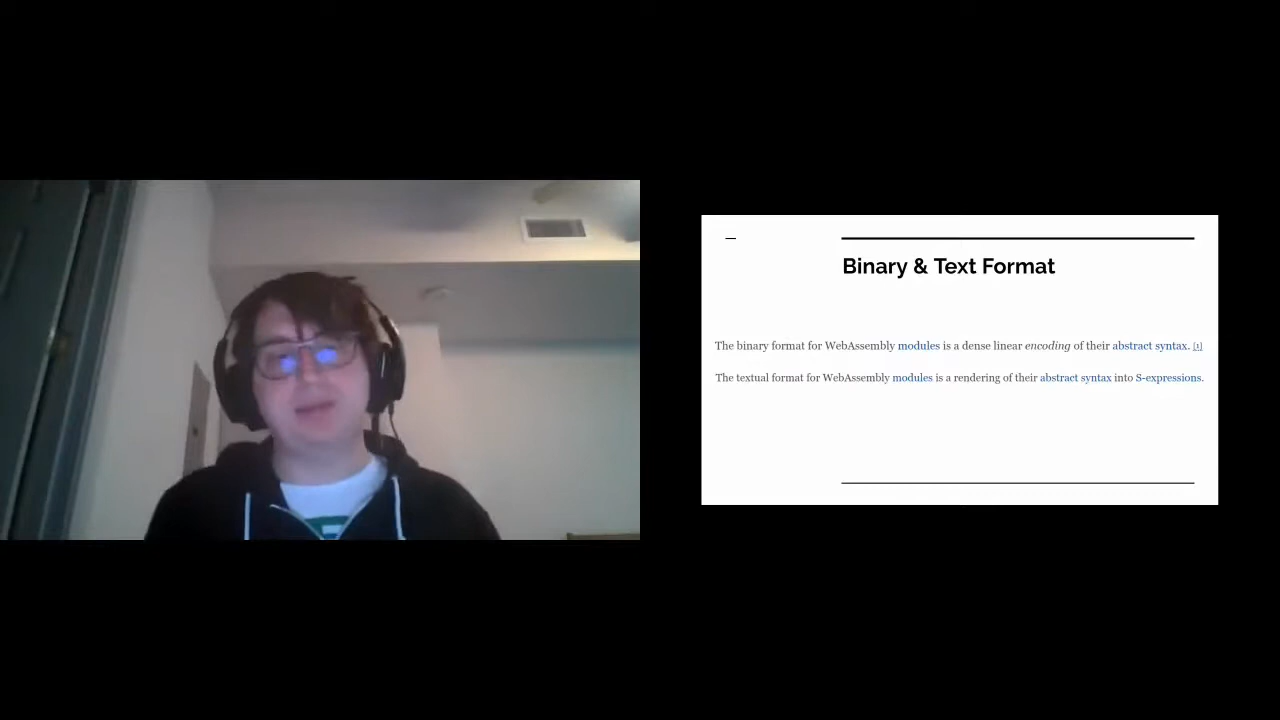 Binary & Text Format
The binary format for WebAssembly modules is a dense linear encoding of their abstract syntax. [1]
The textual format for WebAssembly modules is a rendering of their abstract syntax into S-expressions.